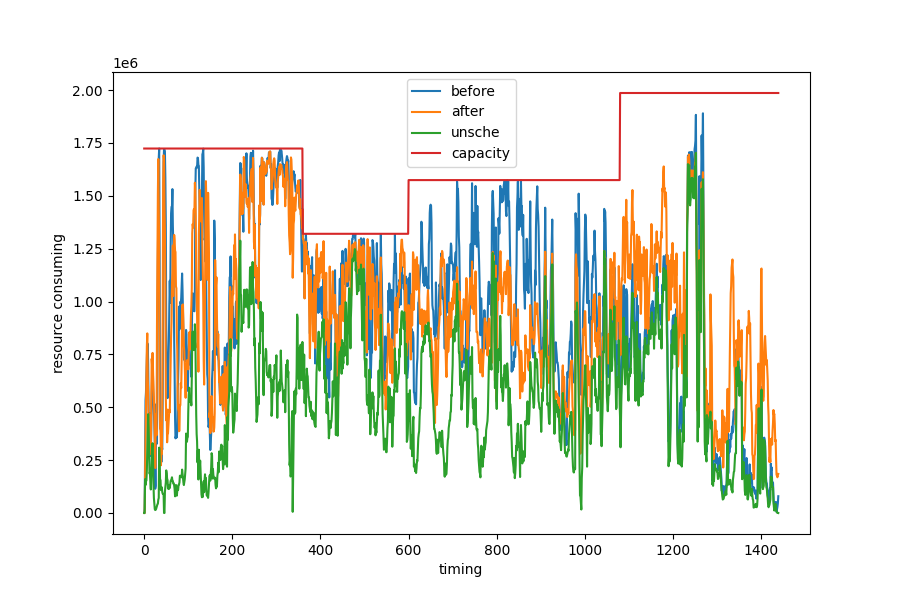 1e6
2.00
1.75
1.50
1.25
1.00
0.75
0.50
0.25
0.00
resource consuming
before
after
unsche
capacity
0 200 400 600 800 1000 1200 1400
timing